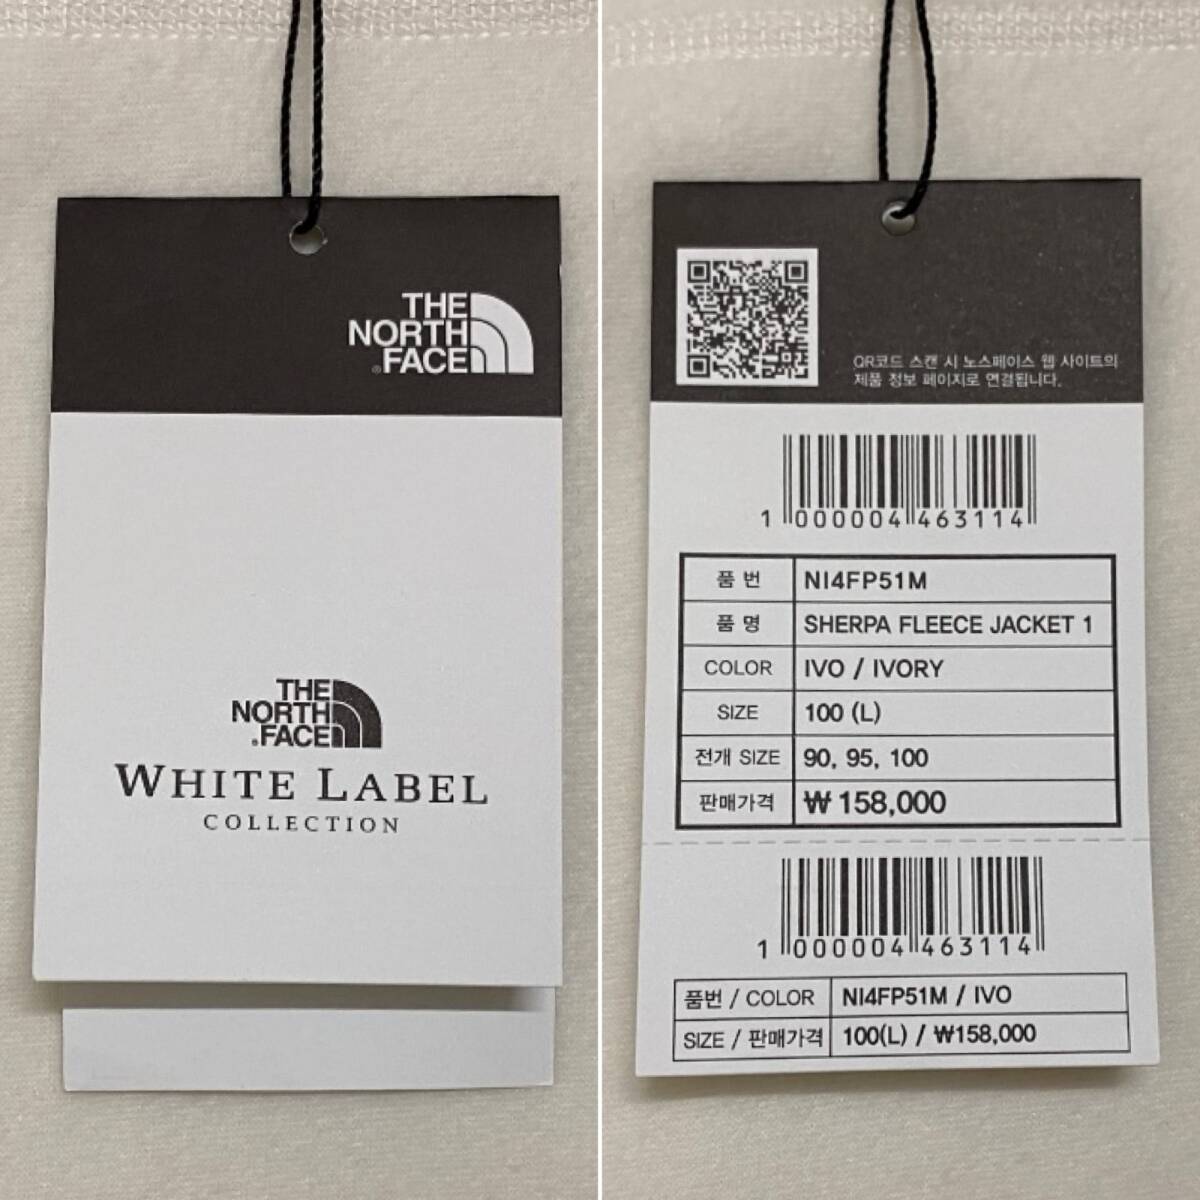 THE
NORTH
FACE
THE
NORTH
FACE
WHITE LABEL
COLLECTION
QR코드 스캔 시 노스페이스 웹 사이트의
제품 정보 페이지로 연결됩니다.
1 000004 463114
품 번 NI4FP51M
품 명 SHERPA FLEECE JACKET 1
COLOR IVO / IVORY
SIZE 100 (L)
전개 SIZE 90, 95, 100
판매가격 ₩ 158,000
1 000004 463114
품번 / COLOR NI4FP51M / IVO
SIZE / 판매가격 100(L) / ₩158,000